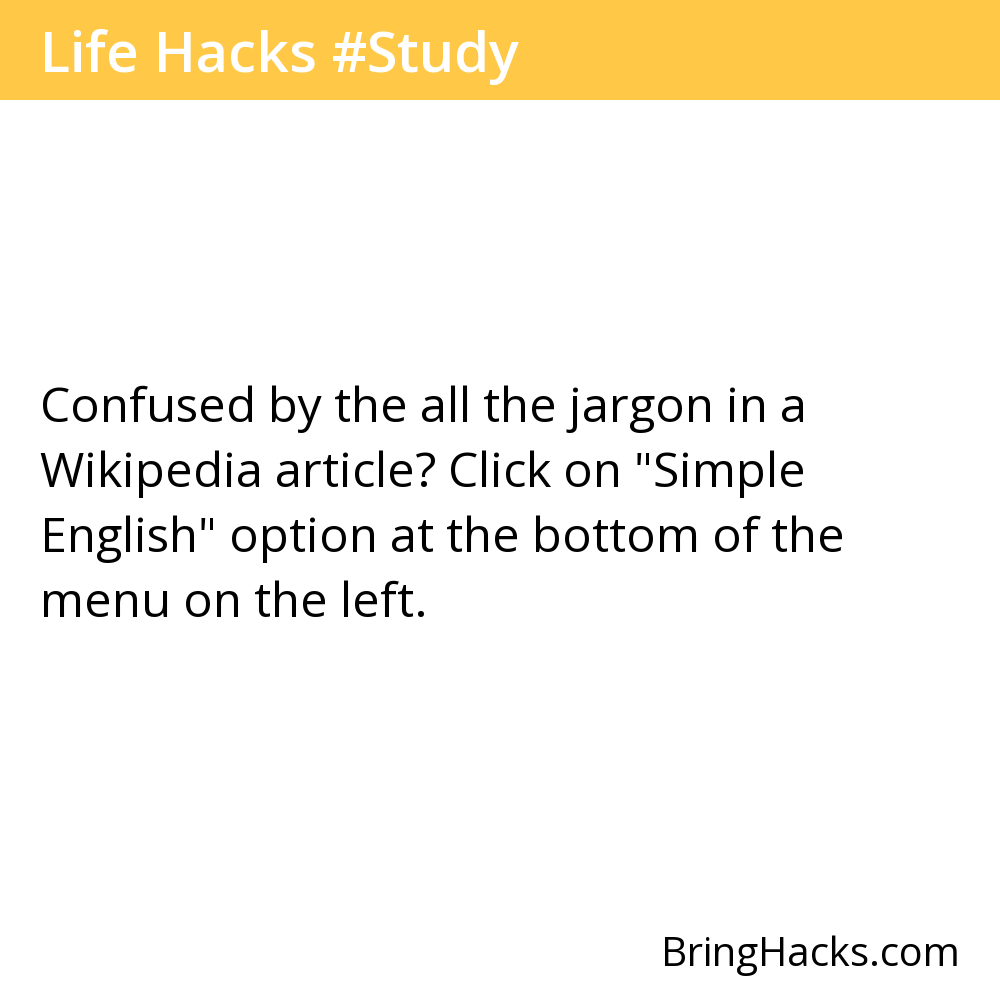 Life Hacks #Study
Confused by the all the jargon in a
Wikipedia article? Click on "Simple
English" option at the bottom of the
menu on the left.
BringHacks.com